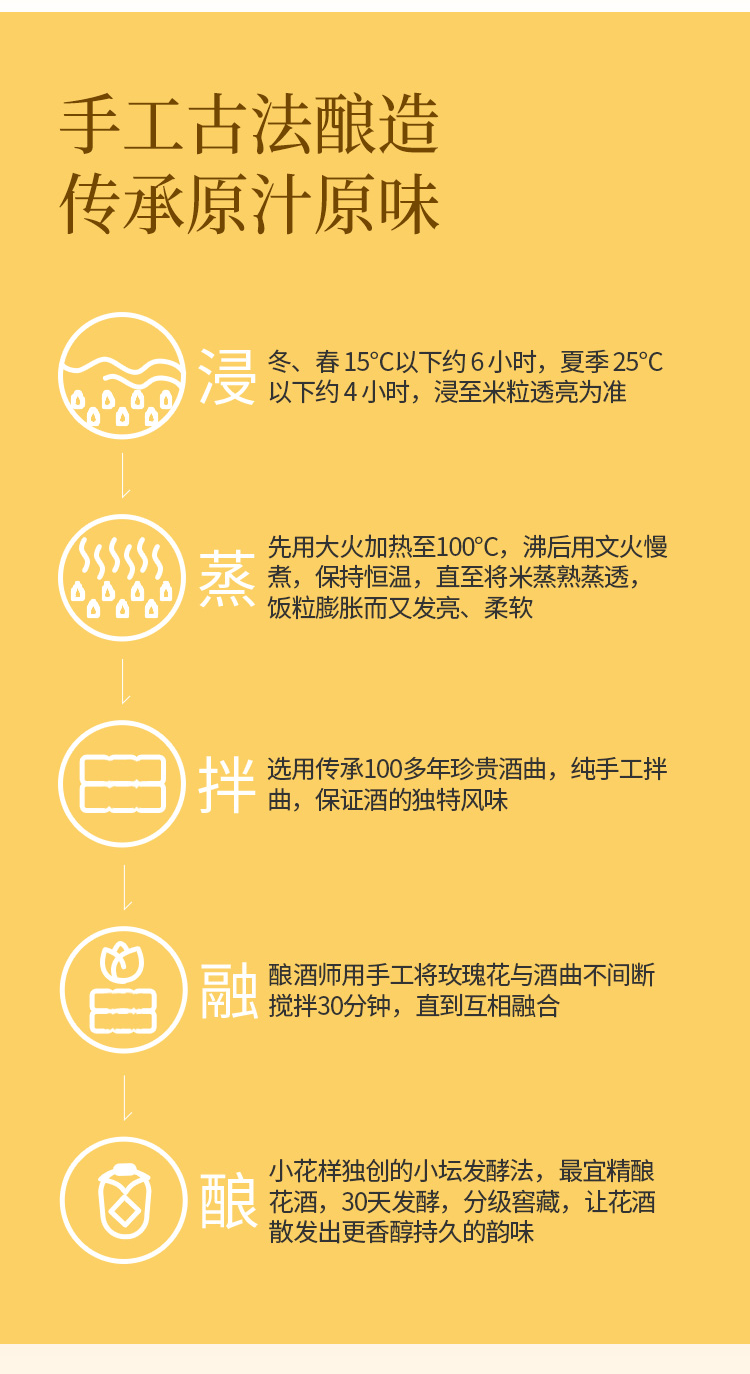 手工古法酿造
传承原汁原味
浸
冬、春 15℃以下约 6 小时，夏季 25℃
以下约 4 小时，浸至米粒透亮为准
蒸
先用大火加热至100℃，沸后用文火慢
煮，保持恒温，直至将米蒸熟蒸透，
饭粒膨胀而又发亮、柔软
拌
选用传承100多年珍贵酒曲，纯手工拌
曲，保证酒的独特风味
融
酿酒师用手工将玫瑰花与酒曲不间断
搅拌30分钟，直到互相融合
酿
小花样独创的小坛发酵法，最宜精酿
花酒，30天发酵，分级窖藏，让花酒
散发出更香醇持久的韵味